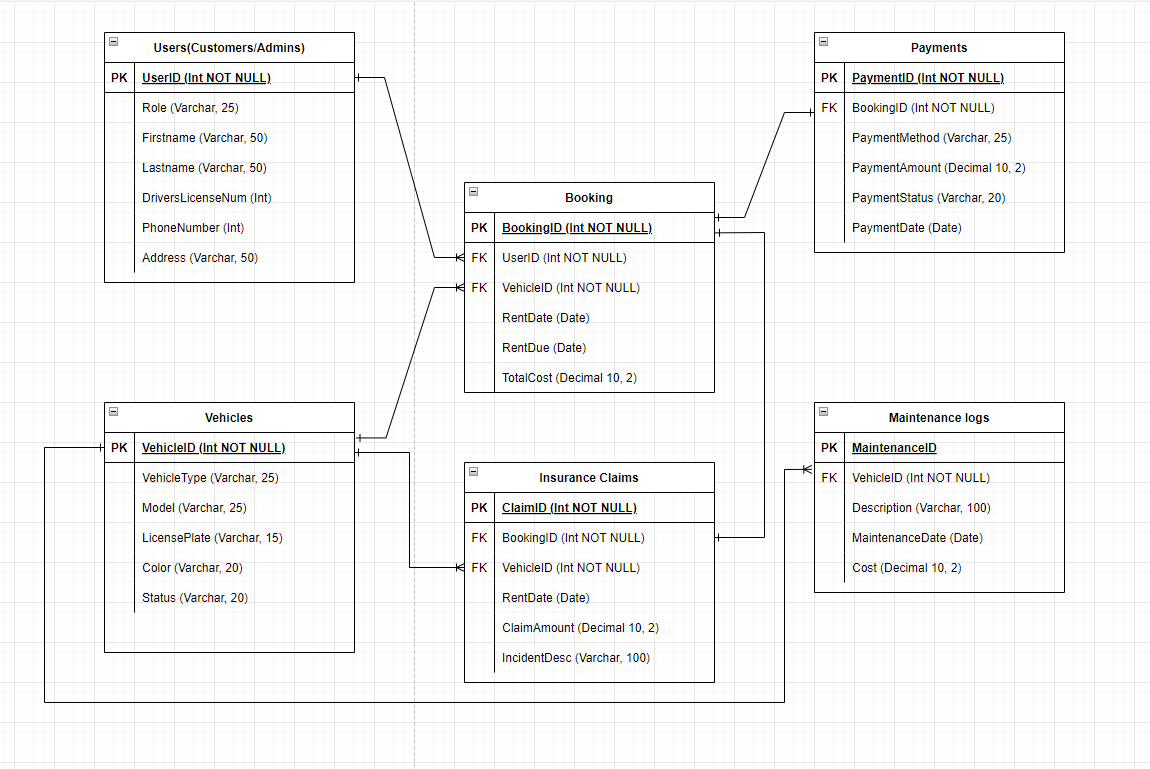 Users(Customers/Admins)
PK UserID (Int NOT NULL)
Role (Varchar, 25)
Firstname (Varchar, 50)
Lastname (Varchar, 50)
DriversLicenseNum (Int)
PhoneNumber (Int)
Address (Varchar, 50)
Payments
PK PaymentID (Int NOT NULL)
FK BookingID (Int NOT NULL)
PaymentMethod (Varchar, 25)
PaymentAmount (Decimal 10, 2)
PaymentStatus (Varchar, 20)
PaymentDate (Date)
Booking
PK BookingID (Int NOT NULL)
FK UserID (Int NOT NULL)
FK VehicleID (Int NOT NULL)
RentDate (Date)
RentDue (Date)
TotalCost (Decimal 10, 2)
Vehicles
PK VehicleID (Int NOT NULL)
VehicleType (Varchar, 25)
Model (Varchar, 25)
LicensePlate (Varchar, 15)
Color (Varchar, 20)
Status (Varchar, 20)
Insurance Claims
PK ClaimID (Int NOT NULL)
FK BookingID (Int NOT NULL)
FK VehicleID (Int NOT NULL)
RentDate (Date)
ClaimAmount (Decimal 10, 2)
IncidentDesc (Varchar, 100)
Maintenance logs
PK MaintenanceID
FK VehicleID (Int NOT NULL)
Description (Varchar, 100)
MaintenanceDate (Date)
Cost (Decimal 10, 2)